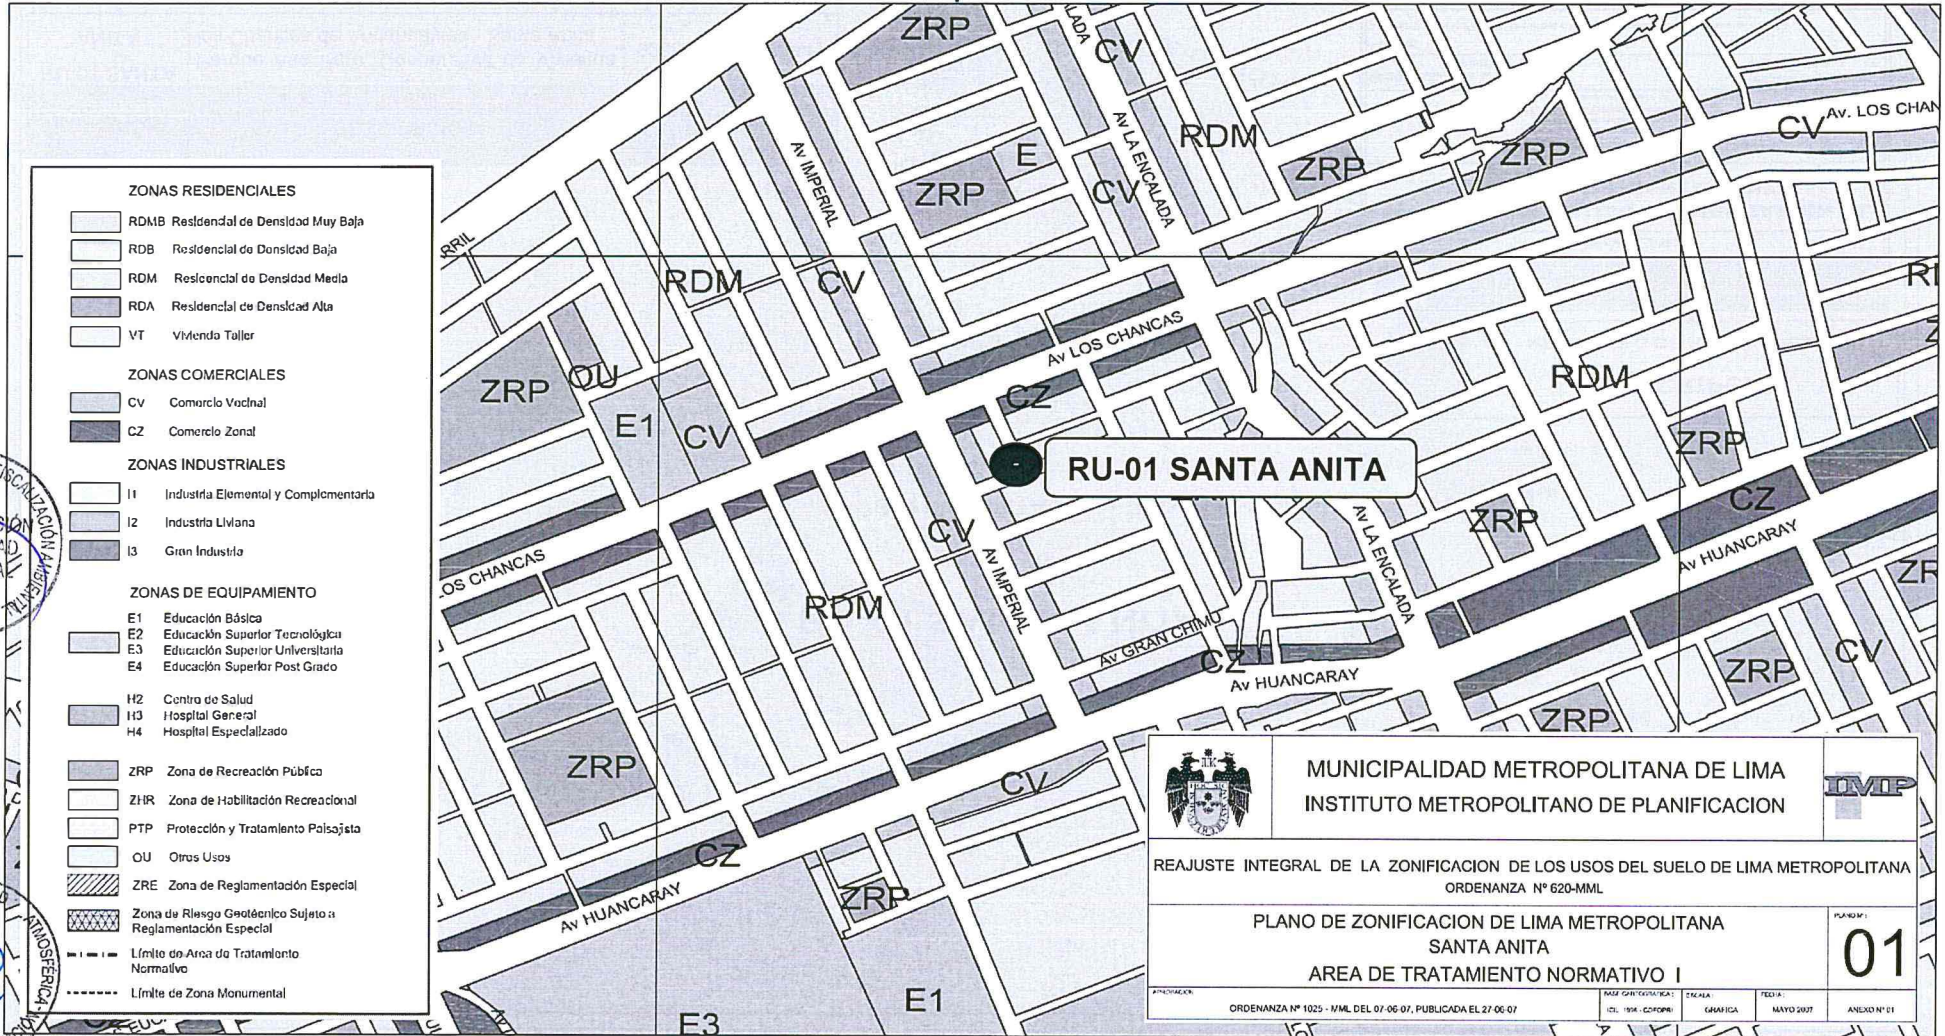 ZONAS RESIDENCIALES
RDMB Residencial de Densidad Muy Baja
RDB Residencial de Densidad Baja
RDM Residencial de Densidad Media
RDA Residencial de Densidad Alta
VT Vivienda Taller
ZONAS COMERCIALES
CV Comercio Vecinal
CZ Comercio Zonal
ZONAS INDUSTRIALES
I1 Industria Elemental y Complementaria
I2 Industria Liviana
I3 Gran Industria
ZONAS DE EQUIPAMIENTO
E1 Educación Básica
E2 Educación Superior Tecnológica
E3 Educación Superior Universitaria
E4 Educación Superior Post Grado
H2 Centro de Salud
H3 Hospital General
H4 Hospital Especializado
ZRP Zona de Recreación Pública
ZHR Zona de Habilitación Recreacional
PTP Protección y Tratamiento Paisajista
OU Otros Usos
ZRE Zona de Reglamentación Especial
Zona de Riesgo Geotécnico Sujeto a
Reglamentación Especial
Límite de Area de Tratamiento
Normativo
Límite de Zona Monumental
ZRP
CV
Av LA ENCALADA
RDM
CV
Av. LOS CHAN
Av IMPERIAL
E
ZRP
CV
ZRP
ZRP
RDM
CV
Av LOS CHANCAS
ZRP
OU
E1
CV
CZ
RDM
ZRP
RU-01 SANTA ANITA
CV
Av IMPERIAL
Av LA ENCALADA
ZRP
CZ
Av HUANCARAY
LOS CHANCAS
RDM
Av GRAN CHIMU
CZ
Av HUANCARAY
ZRP
CV
ZRP
ZRP
CV
CZ
Av HUANCARAY
ZRP
E1
E3
MUNICIPALIDAD METROPOLITANA DE LIMA
INSTITUTO METROPOLITANO DE PLANIFICACION
IMP
REAJUSTE INTEGRAL DE LA ZONIFICACION DE LOS USOS DEL SUELO DE LIMA METROPOLITANA
ORDENANZA Nº 620-MML
PLANO DE ZONIFICACION DE LIMA METROPOLITANA
SANTA ANITA
AREA DE TRATAMIENTO NORMATIVO I
PLANO Nº:
01
APROBACION:
ORDENANZA Nº 1025 - MML DEL 07-06-07, PUBLICADA EL 27-06-07
BASE CARTOGRAFICA:
ESCALA:
GRAFICA
FECHA:
MAYO 2007
ANEXO Nº 01